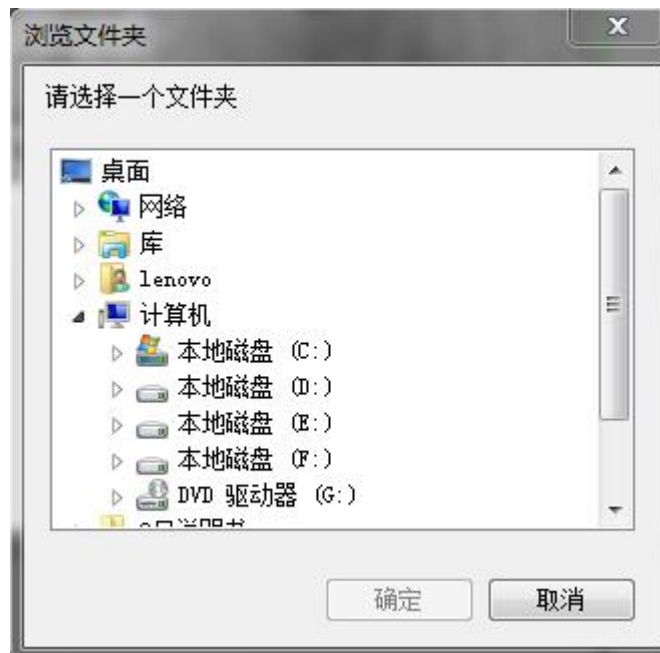 浏览文件夹
请选择一个文件夹
桌面
网络
库
lenovo
计算机
本地磁盘 (C:)
本地磁盘 (D:)
本地磁盘 (E:)
本地磁盘 (F:)
DVD 驱动器 (G:)
确定
取消